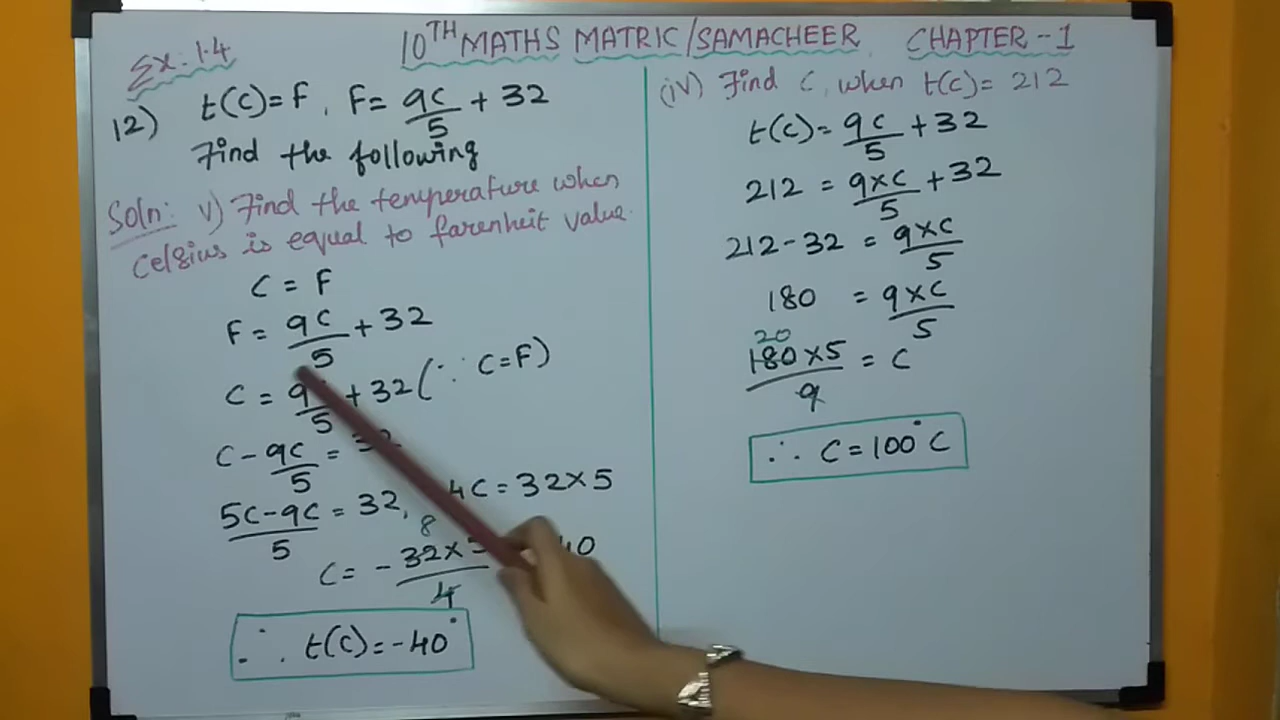 10TH MATHS MATRIC/SAMACHEER CHAPTER-1
Ex:1.4
12) t(C)=F, F= 9C/5 + 32
Find the following
Soln: v) Find the temperature when
celsius is equal to farenheit value
C = F
F = 9C/5 + 32
C = 9/5 + 32 (∵ C=F)
C - 9C/5 = 32
5C-9C/5 = 32, 4C = 32×5
8
C = - 32×5/4 40
∴ t(C)=-40°
(iv) Find C, when t(C)= 212
t(C)= 9C/5 + 32
212 = 9×C/5 + 32
212-32 = 9×C/5
180 = 9×C/5
20
180×5/9 = C
∴ C=100°C